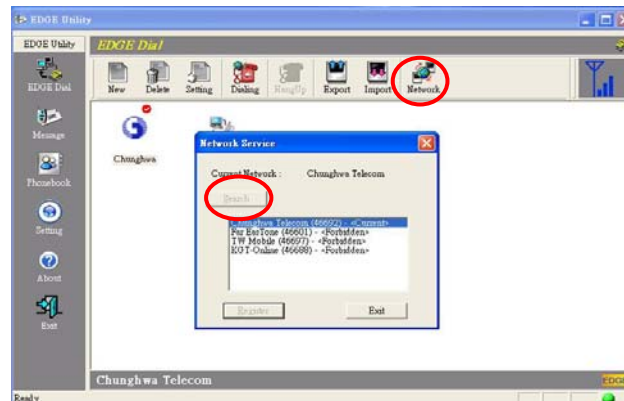 EDGE Utility
EDGE Utility
EDGE Dial
EDGE Dial
Message
Phonebook
Setting
About
Exit
New Delete Setting Dialing HangUp Export Import Network
Chunghwa
Network Service
Current Network : Chunghwa Telecom
Search
Chunghwa Telecom (46692) - <Current>
Far EasTone (46601) - <Forbidden>
TW Mobile (46697) - <Forbidden>
KGT-Online (46688) - <Forbidden>
Register Exit
Chunghwa Telecom
EDGE
Ready